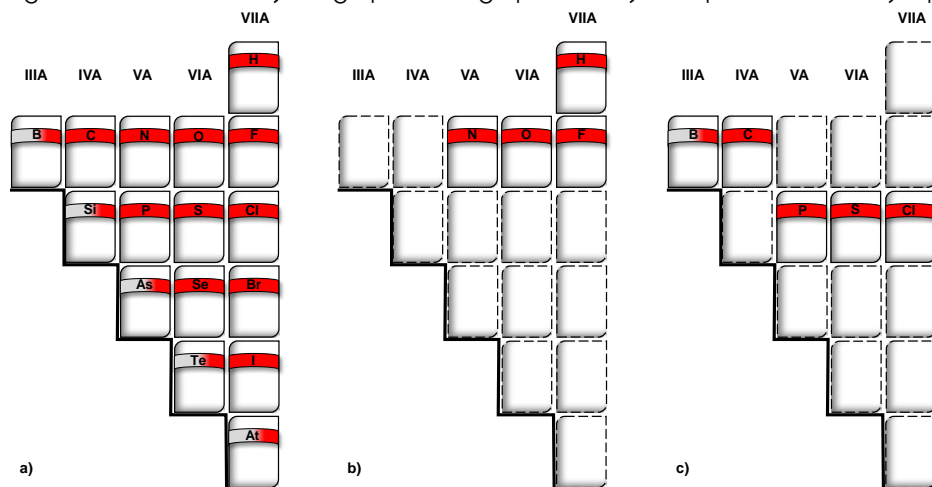 VIIA VIIA VIIA
H H
IIIA IVA VA VIA IIIA IVA VA VIA IIIA IVA VA VIA
B C N O F N O F B C
Si P S Cl P S Cl
As Se Br
Te I
At
a) b) c)